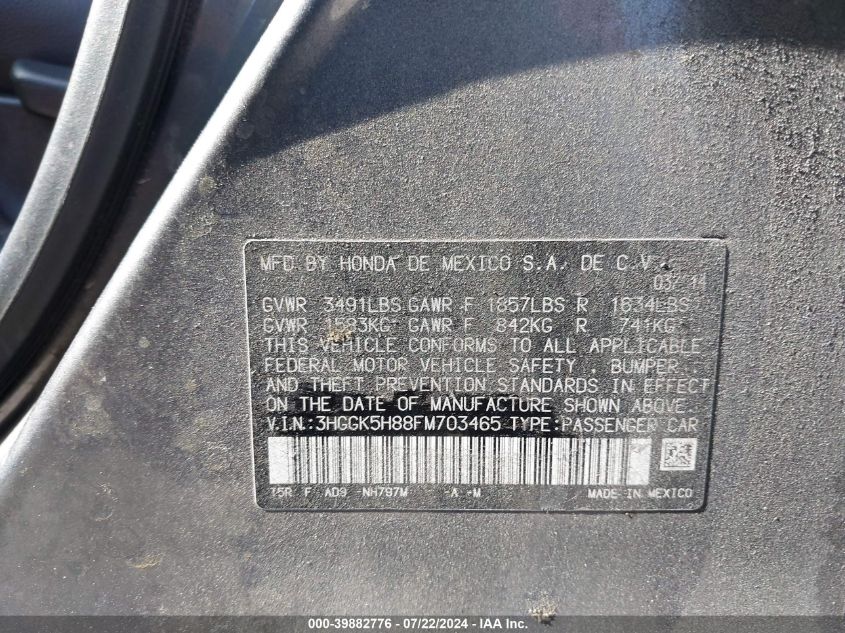 MFD BY HONDA DE MEXICO S.A. DE C.V.
03/14
GVWR 3491LBS GAWR F 1857LBS R 1634LBS
GVWR 1583KG GAWR F 842KG R 741KG
THIS VEHICLE CONFORMS TO ALL APPLICABLE
FEDERAL MOTOR VEHICLE SAFETY , BUMPER ,
AND THEFT PREVENTION STANDARDS IN EFFECT
ON THE DATE OF MANUFACTURE SHOWN ABOVE.
V.I.N.:3HGGK5H88FM703465 TYPE:PASSENGER CAR
T5R F AD9 NH797M -A -M MADE IN MEXICO
000-39882776 - 07/22/2024 - IAAI.com